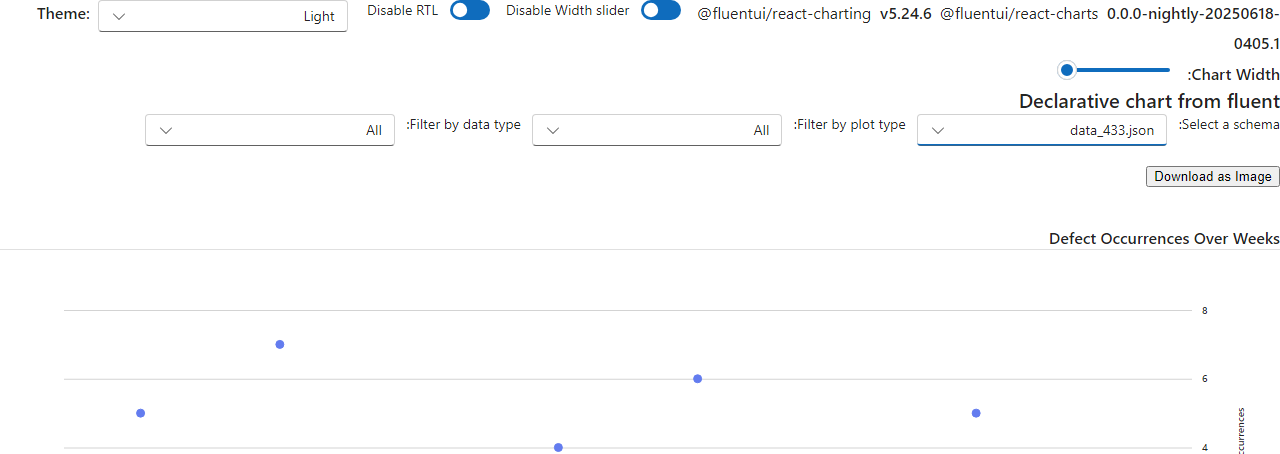 Theme: Light Disable RTL Disable Width slider @fluentui/react-charting v5.24.6 @fluentui/react-charts 0.0.0-nightly-20250618-
0405.1
:Chart Width
Declarative chart from fluent
:Select a schema data_433.json :Filter by plot type All :Filter by data type All
Download as Image
Defect Occurrences Over Weeks
8
6
4